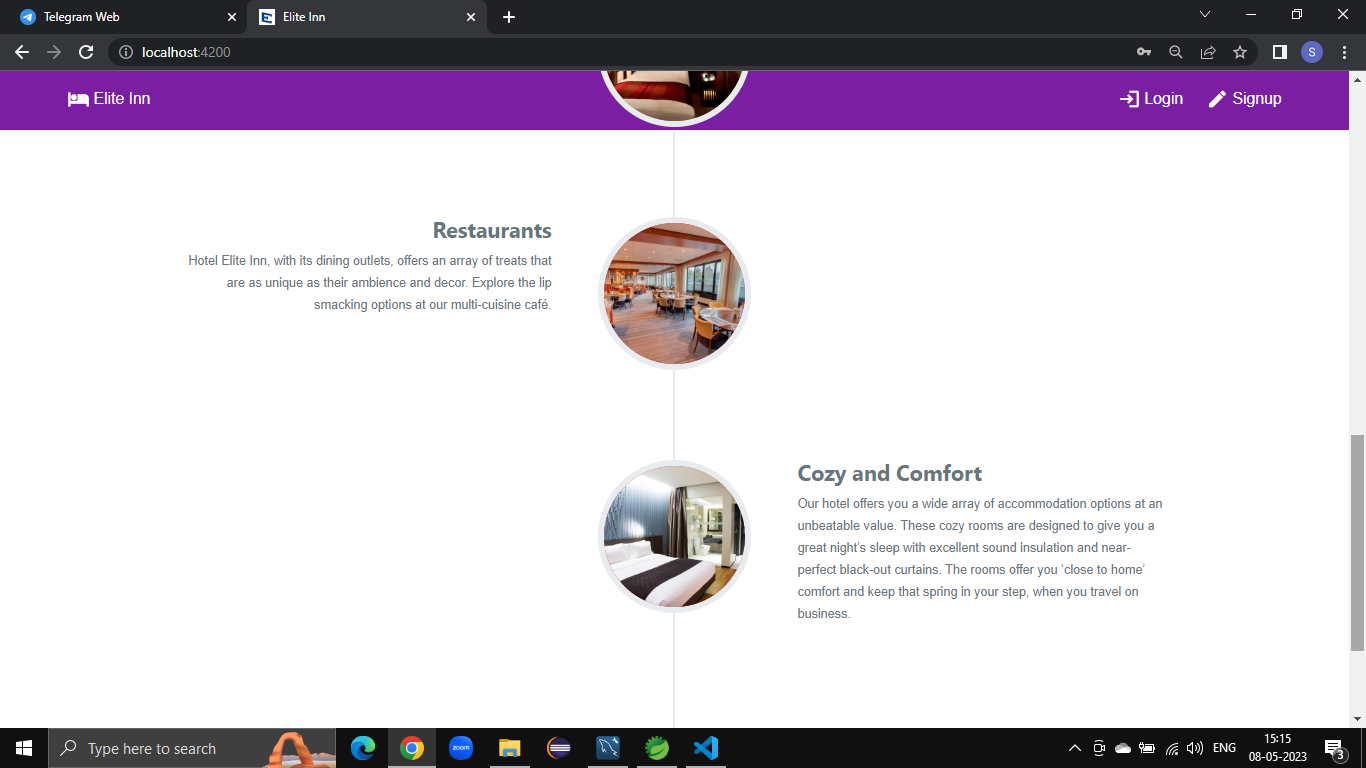 Telegram Web
Elite Inn
localhost:4200
S
Elite Inn
Login
Signup
Restaurants
Hotel Elite Inn, with its dining outlets, offers an array of treats that
are as unique as their ambience and decor. Explore the lip
smacking options at our multi-cuisine café.
Cozy and Comfort
Our hotel offers you a wide array of accommodation options at an
unbeatable value. These cozy rooms are designed to give you a
great night's sleep with excellent sound insulation and near-
perfect black-out curtains. The rooms offer you ‘close to home’
comfort and keep that spring in your step, when you travel on
business.
Type here to search
zoom
ENG
15:15
08-05-2023
3